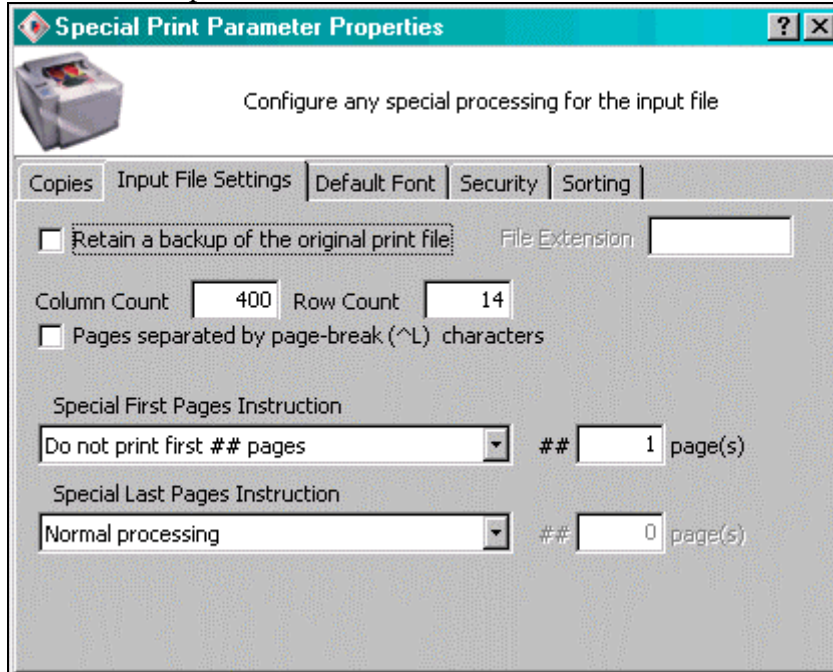 Special Print Parameter Properties ? ×
Configure any special processing for the input file
Copies Input File Settings Default Font Security Sorting
Retain a backup of the original print file File Extension
Column Count 400 Row Count 14
Pages separated by page-break (^L) characters
Special First Pages Instruction
Do not print first ## pages ## 1 page(s)
Special Last Pages Instruction
Normal processing ## 0 page(s)